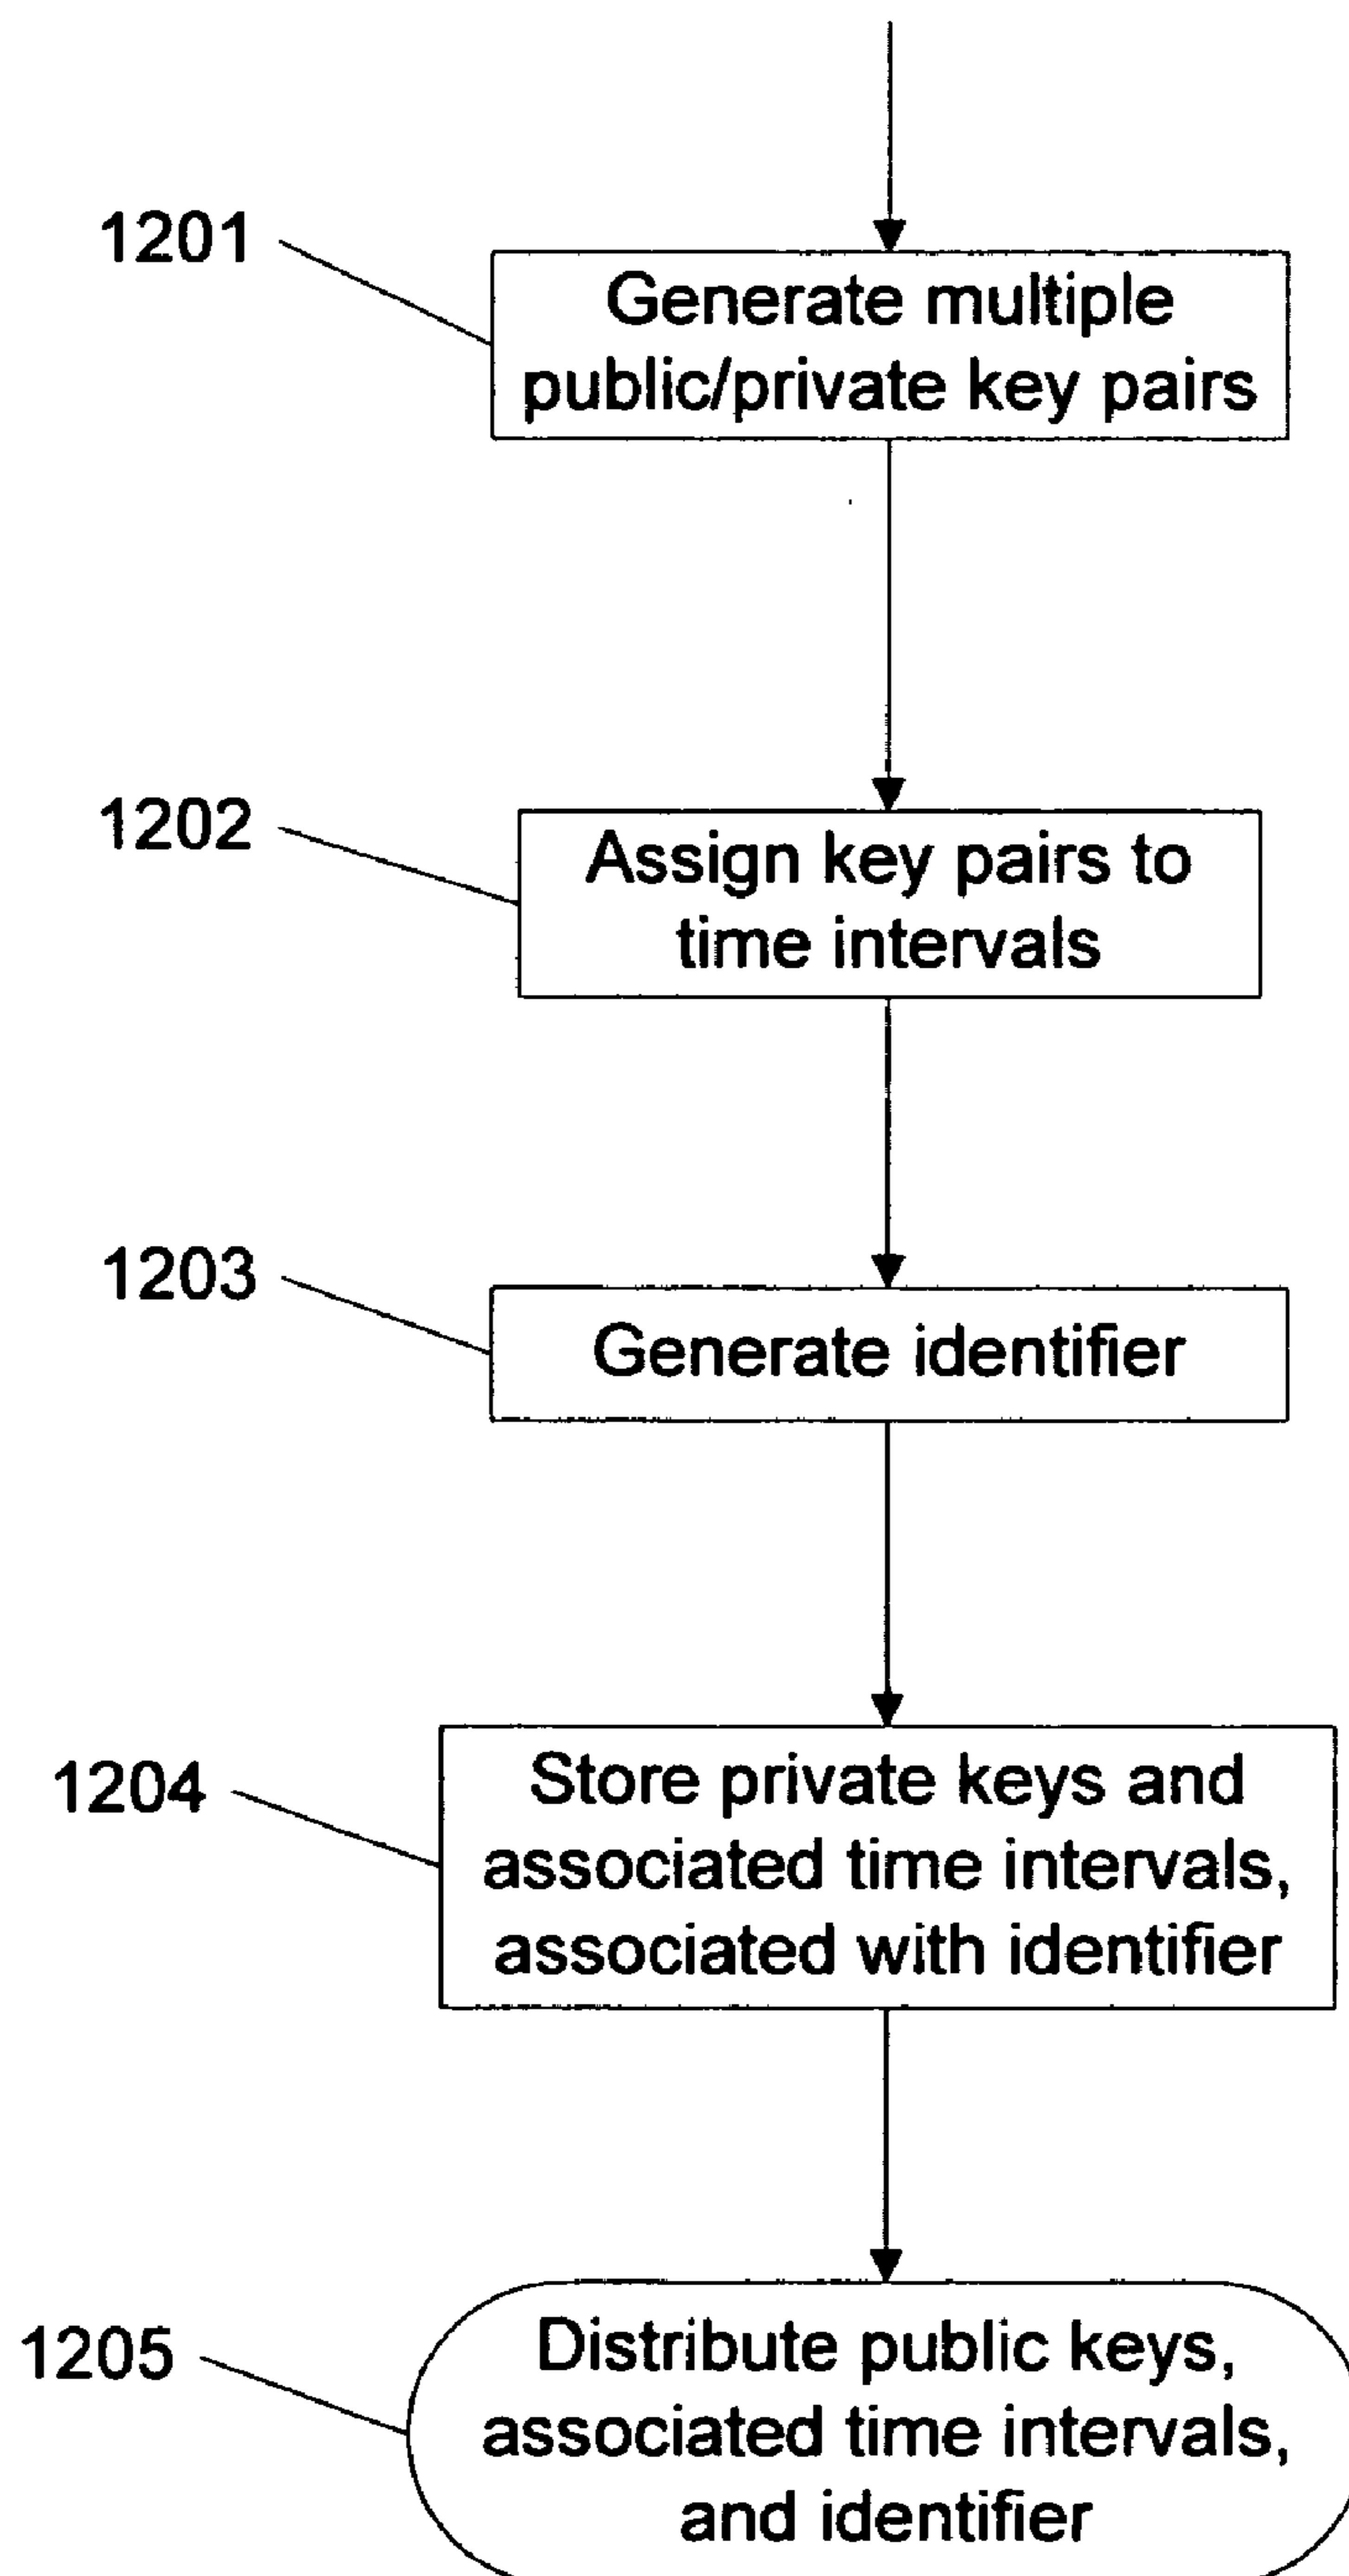 1201
Generate multiple
public/private key pairs
1202
Assign key pairs to
time intervals
1203
Generate identifier
1204
Store private keys and
associated time intervals,
associated with identifier
1205
Distribute public keys,
associated time intervals,
and identifier